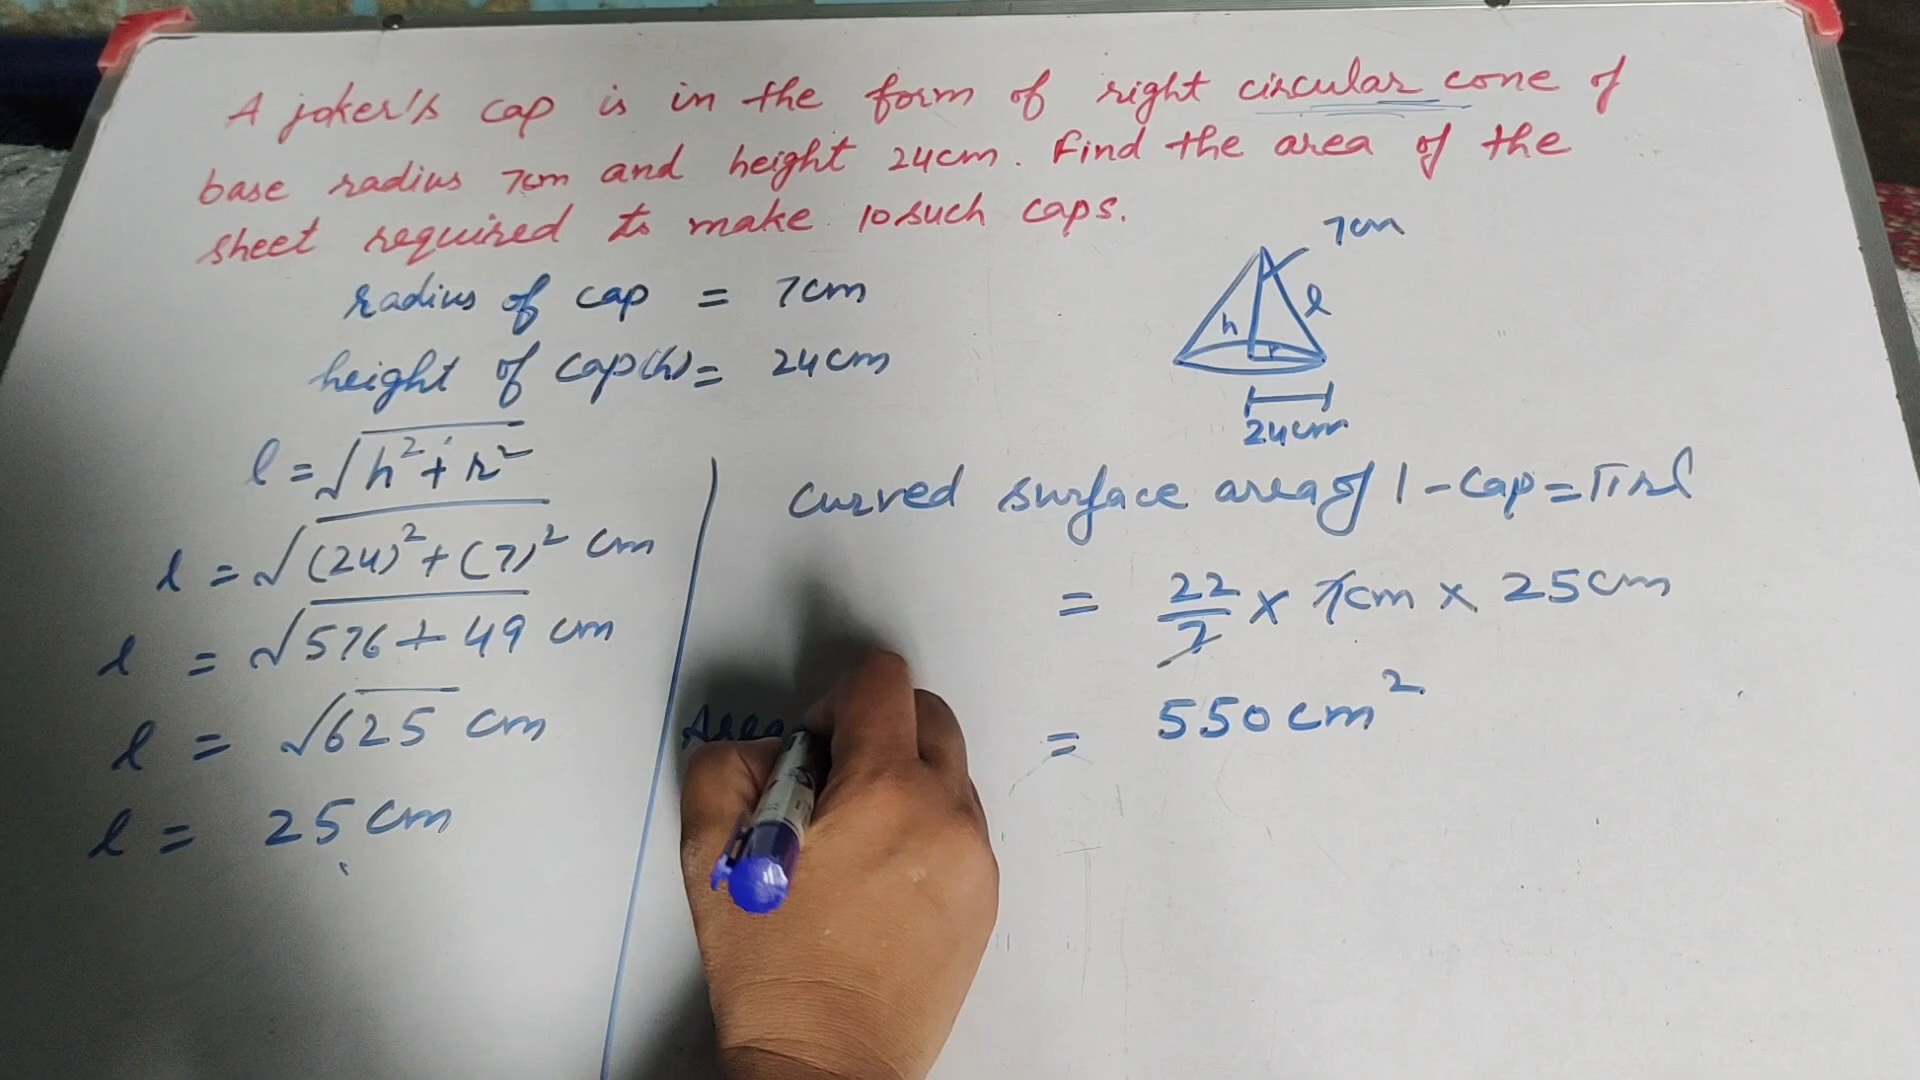 A joker's cap is in the form of right circular cone of
base radius 7cm and height 24cm. Find the area of the
sheet required to make 10 such caps.
radius of cap = 7cm
height of cap(h) = 24cm
l = √h²+r²
l = √(24)²+(7)² cm
l = √576+49 cm
l = √625 cm
l = 25 cm
7cm
h
l
r
24cm
curved surface area of 1-cap = πrl
= 22/7 x 7cm x 25cm
= 550cm²
Area